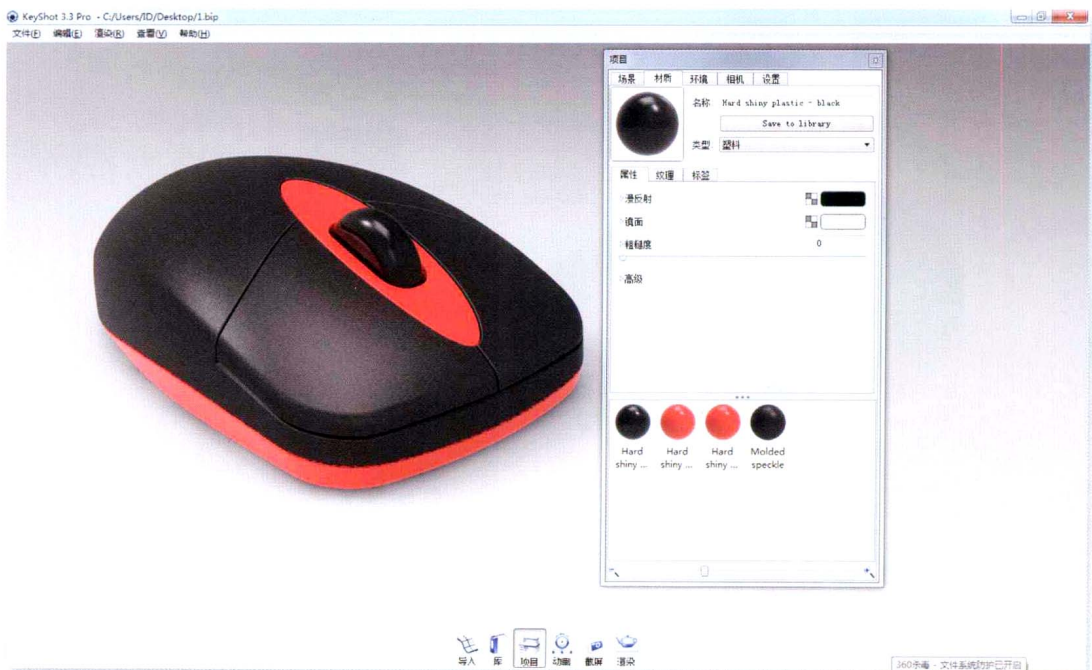 KeyShot 3.3 Pro - C:/Users/ID/Desktop/1.bip
文件(F) 编辑(E) 渲染(R) 查看(V) 帮助(H)
项目
场景 材质 环境 相机 设置
名称 Hard shiny plastic - black
Save to library
类型 塑料
属性 纹理 标签
漫反射
镜面
粗糙度 0
高级
Hard shiny ...
Hard shiny ...
Hard shiny ...
Molded speckle
导入 库 项目 动画 截屏 渲染
360杀毒 - 文件系统防护已开启